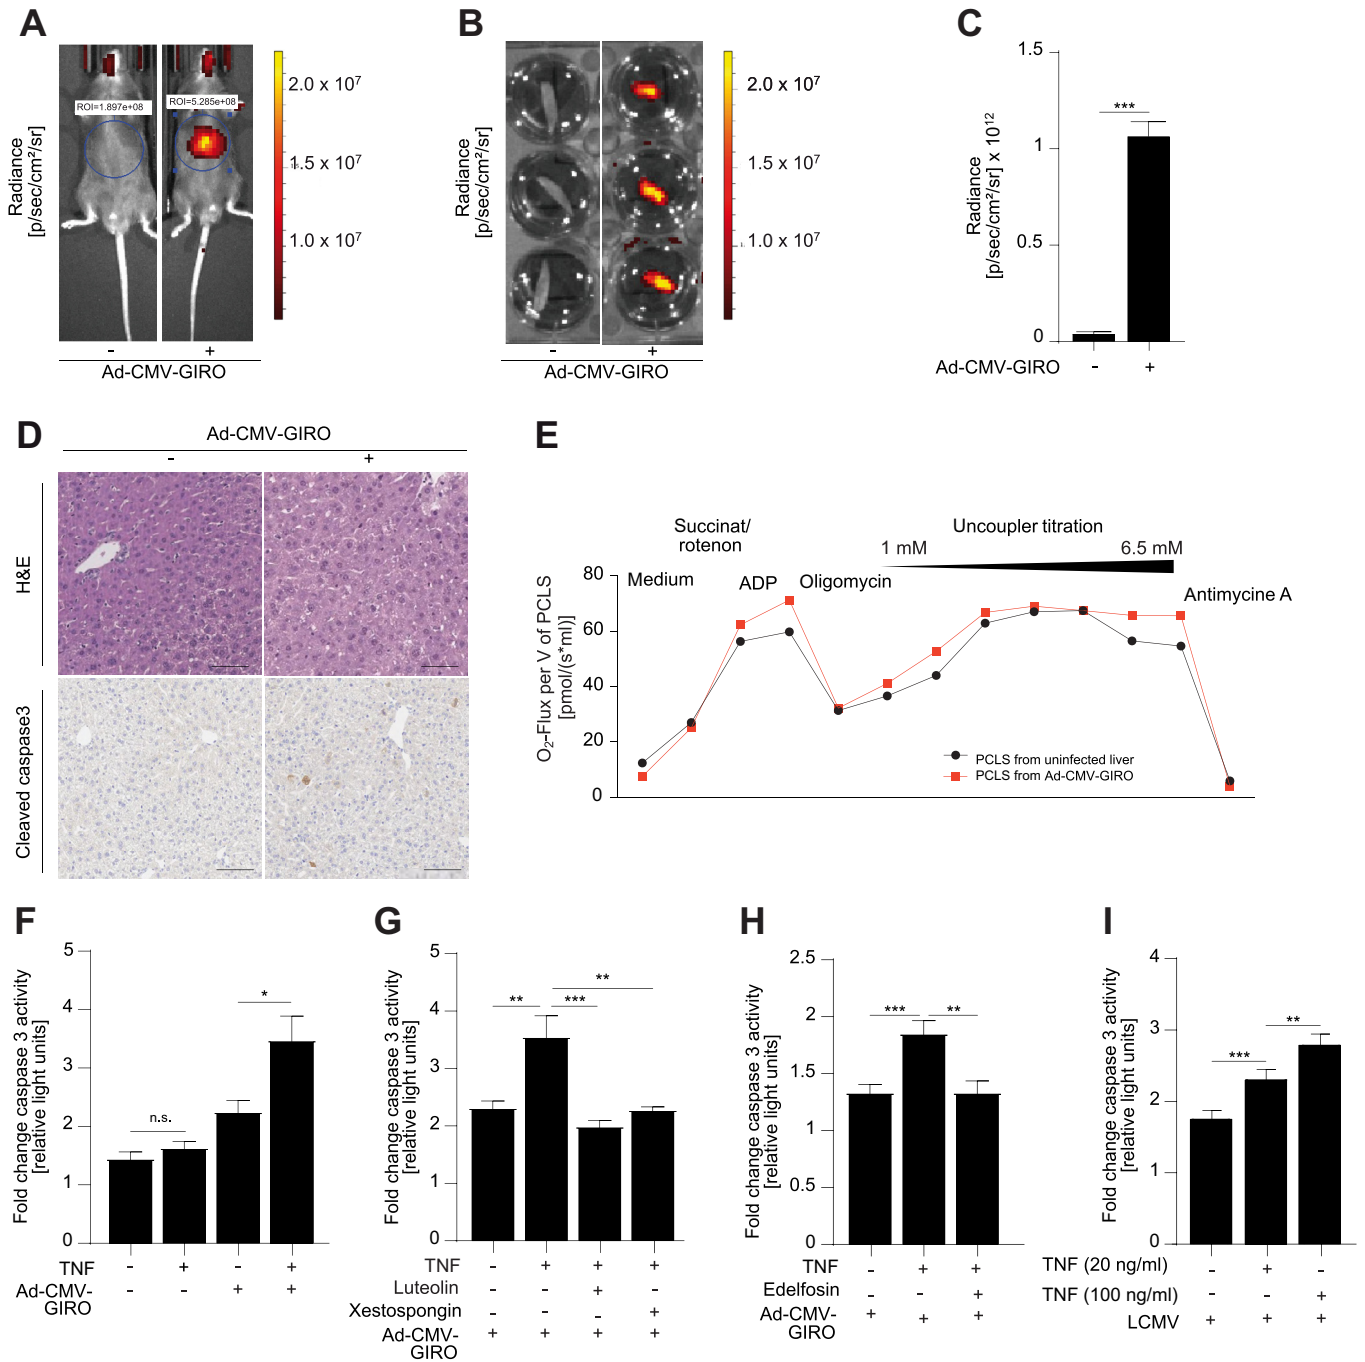 A
Radiance
[p/sec/cm²/sr]
ROI=1.897e+08
ROI=5.285e+08
2.0 x 10⁷
1.5 x 10⁷
1.0 x 10⁷
- +
Ad-CMV-GIRO
B
Radiance
[p/sec/cm²/sr]
2.0 x 10⁷
1.5 x 10⁷
1.0 x 10⁷
- +
Ad-CMV-GIRO
C
Radiance
[p/sec/cm²/sr] x 10¹²
1.5
1
0.5
0
***
Ad-CMV-GIRO - +
D
Ad-CMV-GIRO
- +
H&E
Cleaved caspase3
E
Succinat/
rotenon
Uncoupler titration
1 mM 6.5 mM
Medium
ADP
Oligomycin
Antimycine A
O₂-Flux per V of PCLS
[pmol/(s*ml)]
80
60
40
20
0
PCLS from uninfected liver
PCLS from Ad-CMV-GIRO
F
Fold change caspase 3 activity
[relative light units]
5
4
3
2
1
0
n.s.
*
TNF - + - +
Ad-CMV-
GIRO - - + +
G
Fold change caspase 3 activity
[relative light units]
5
4
3
2
1
0
**
** ***
TNF - + + +
Luteolin - - + -
Xestospongin - - - +
Ad-CMV-
GIRO + + + +
H
Fold change caspase 3 activity
[relative light units]
2.5
2
1.5
1
0.5
0
*** **
TNF - + +
Edelfosin - - +
Ad-CMV-
GIRO + + +
I
Fold change caspase 3 activity
[relative light units]
4
3
2
1
0
*** **
TNF (20 ng/ml) - + -
TNF (100 ng/ml) - - +
LCMV + + +